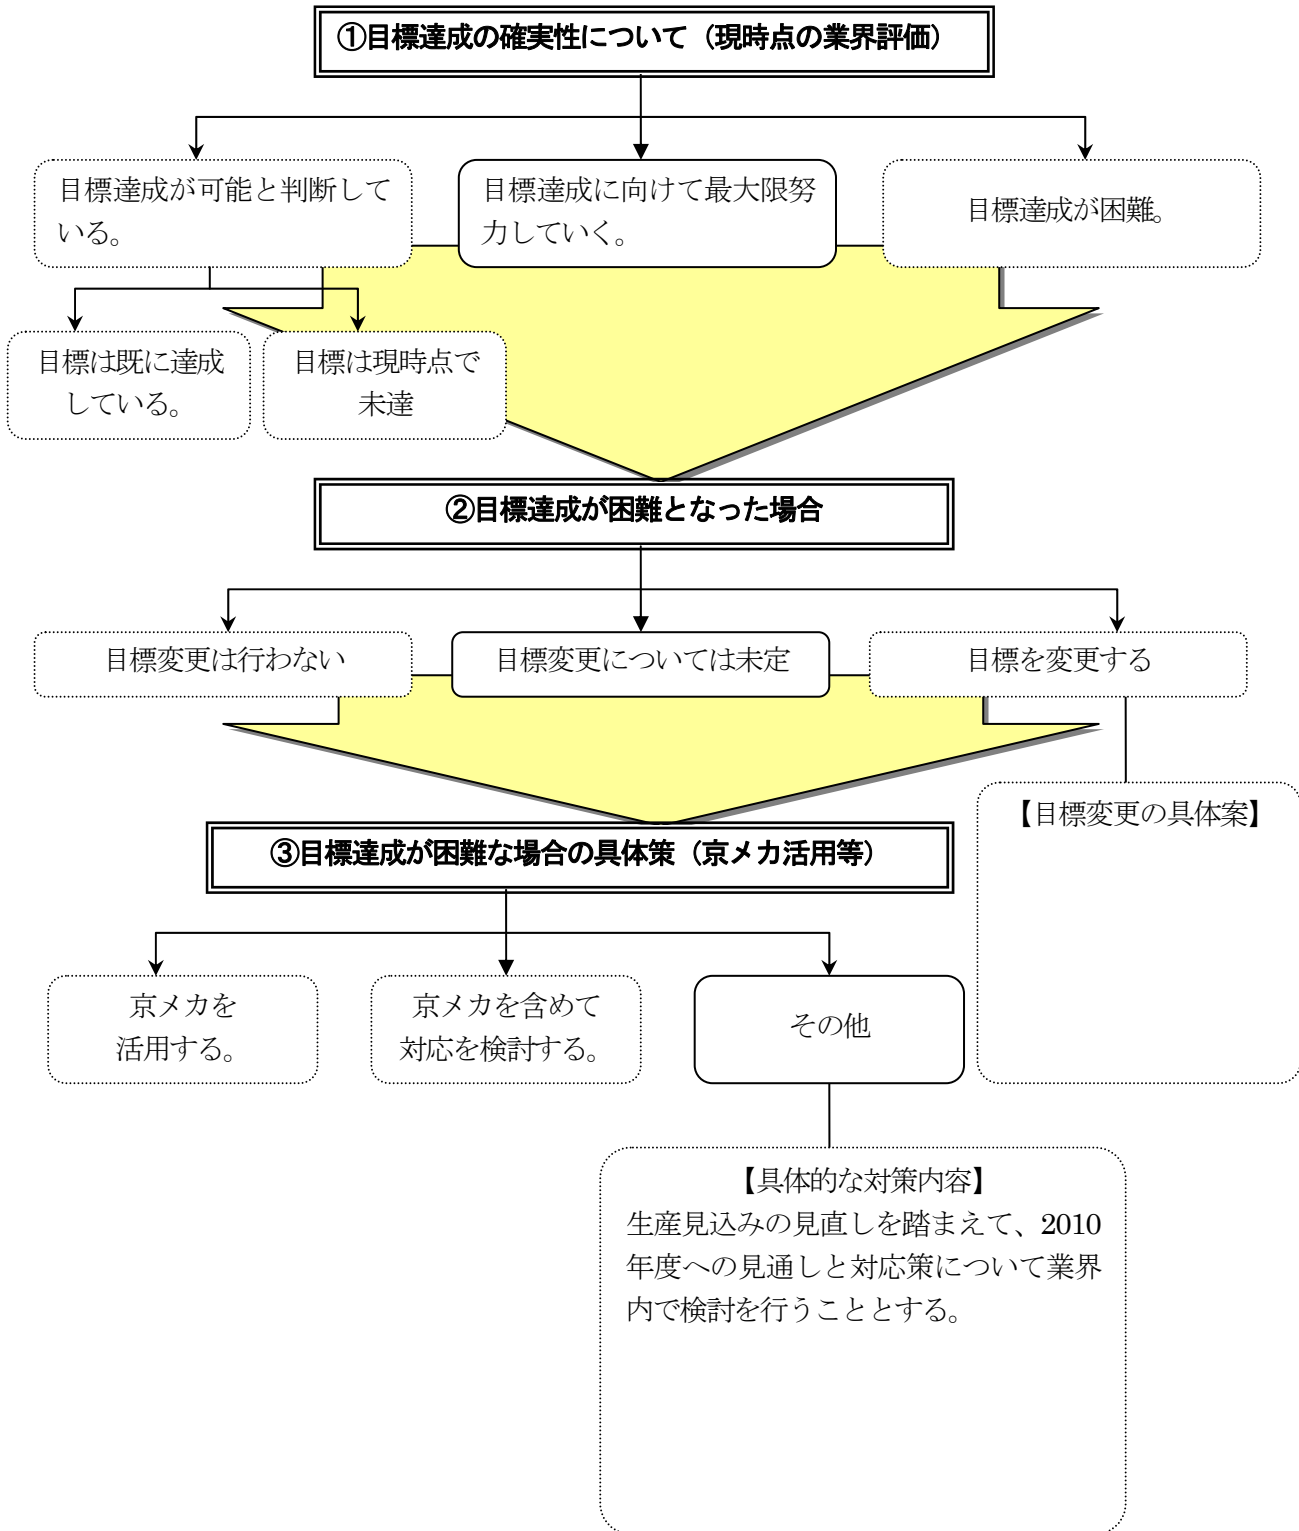 ①目標達成の確実性について（現時点の業界評価）
目標達成が可能と判断して
いる。
目標達成に向けて最大限努
力していく。
目標達成が困難。
目標は既に達成
している。
目標は現時点で
未達
②目標達成が困難となった場合
目標変更は行わない
目標変更については未定
目標を変更する
【目標変更の具体案】
③目標達成が困難な場合の具体策（京メカ活用等）
京メカを
活用する。
京メカを含めて
対応を検討する。
その他
【具体的な対策内容】
生産見込みの見直しを踏まえて、2010
年度への見通しと対応策について業界
内で検討を行うこととする。